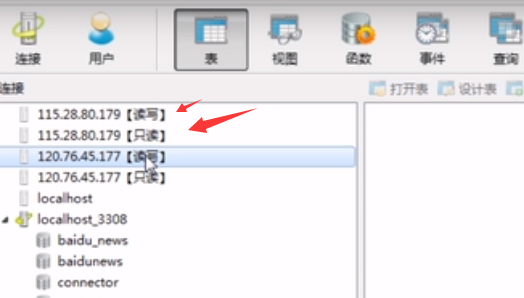 连接 用户 表 视图 函数 事件 查询
连接 打开表 设计表
115.28.80.179【读写】
115.28.80.179【只读】
120.76.45.177【读写】
120.76.45.177【只读】
localhost
localhost_3308
baidu_news
baidunews
connector